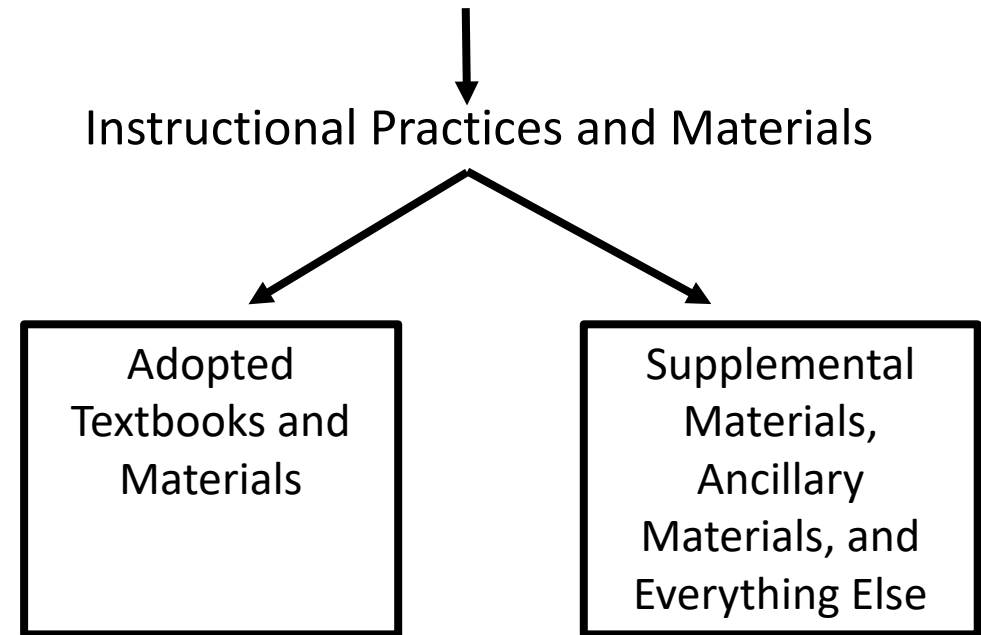 Instructional Practices and Materials
Adopted
Textbooks and
Materials
Supplemental
Materials,
Ancillary
Materials, and
Everything Else